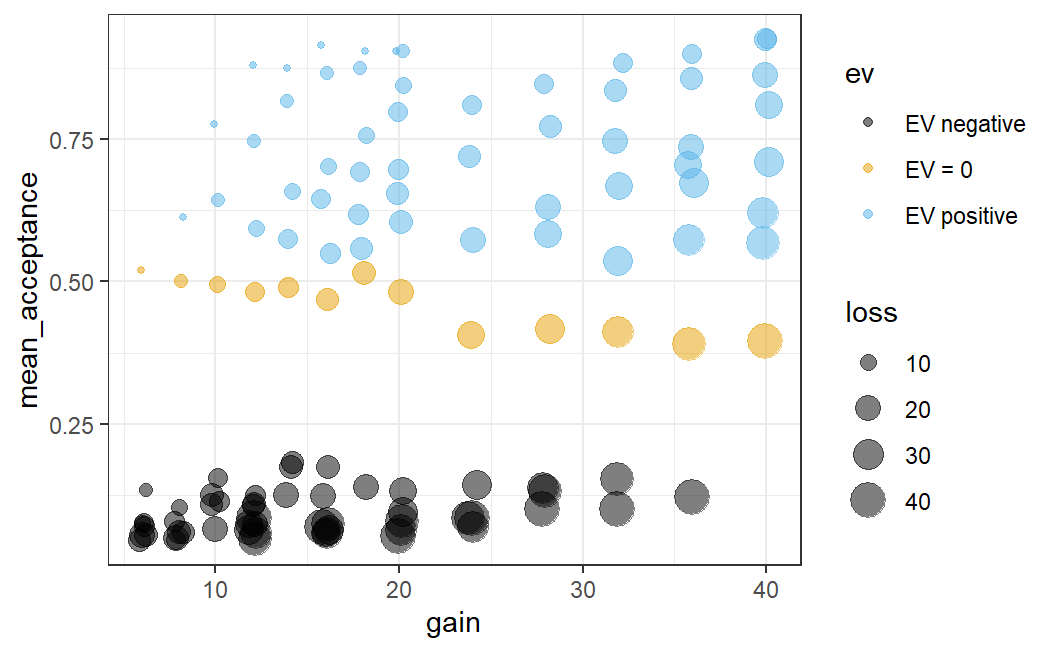 mean_acceptance
0.75
0.50
0.25
10
20
30
40
gain
ev
EV negative
EV = 0
EV positive
loss
10
20
30
40